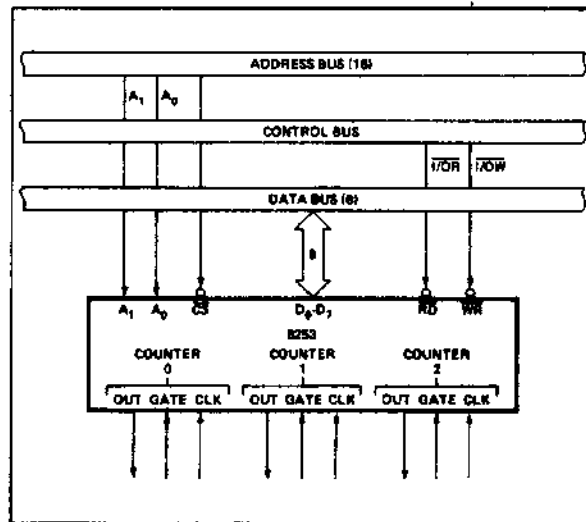 ADDRESS BUS (16)
A1 A0
CONTROL BUS
I/OR I/OW
DATA BUS (8)
8
A1 A0 CS D0-D7 RD WR
8253
COUNTER COUNTER COUNTER
0 1 2
OUT GATE CLK OUT GATE CLK OUT GATE CLK